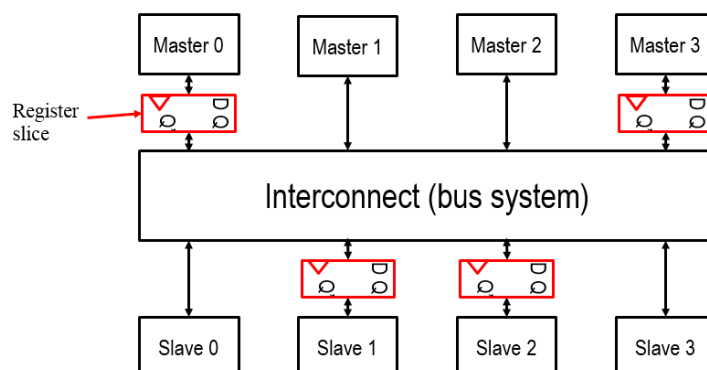 Master 0
Master 1
Master 2
Master 3
Register
slice
D Q
Q'
D Q
Q'
Interconnect (bus system)
D Q
Q'
D Q
Q'
Slave 0
Slave 1
Slave 2
Slave 3